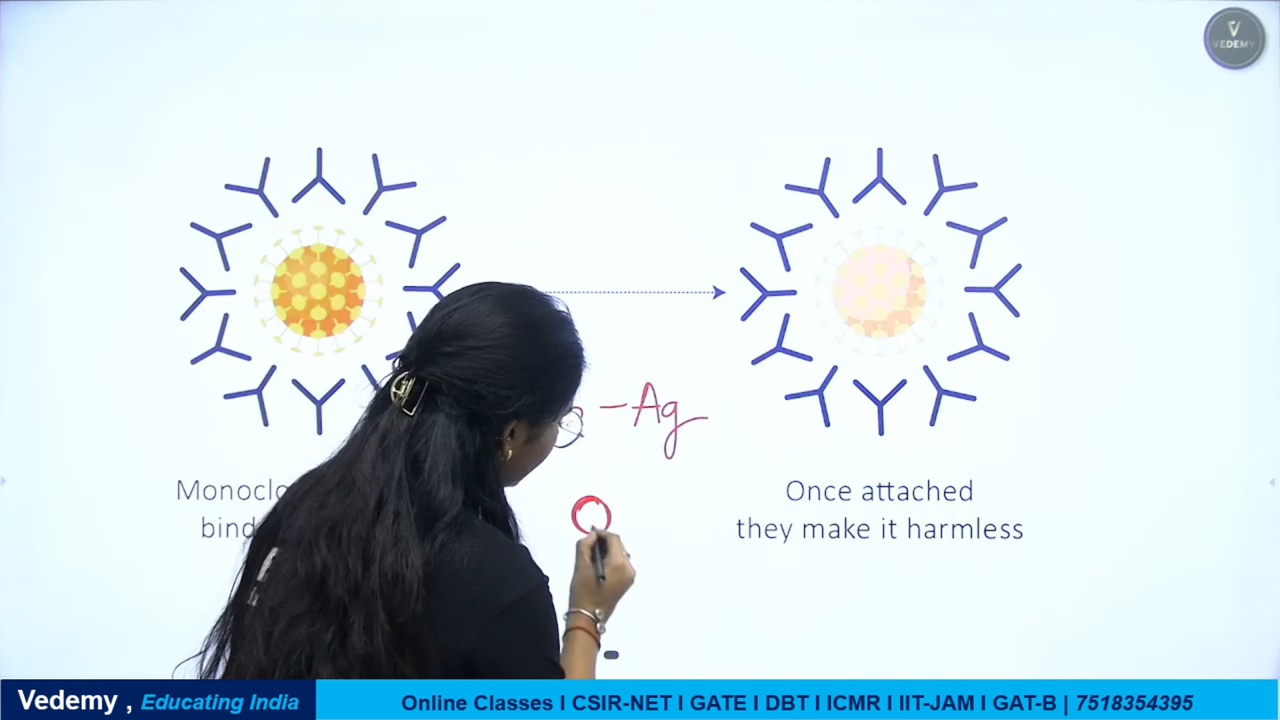 VEDEMY
-Ag
Monoclo
bind
Once attached
they make it harmless
Vedemy , Educating India
Online Classes I CSIR-NET I GATE I DBT I ICMR I IIT-JAM I GAT-B | 7518354395